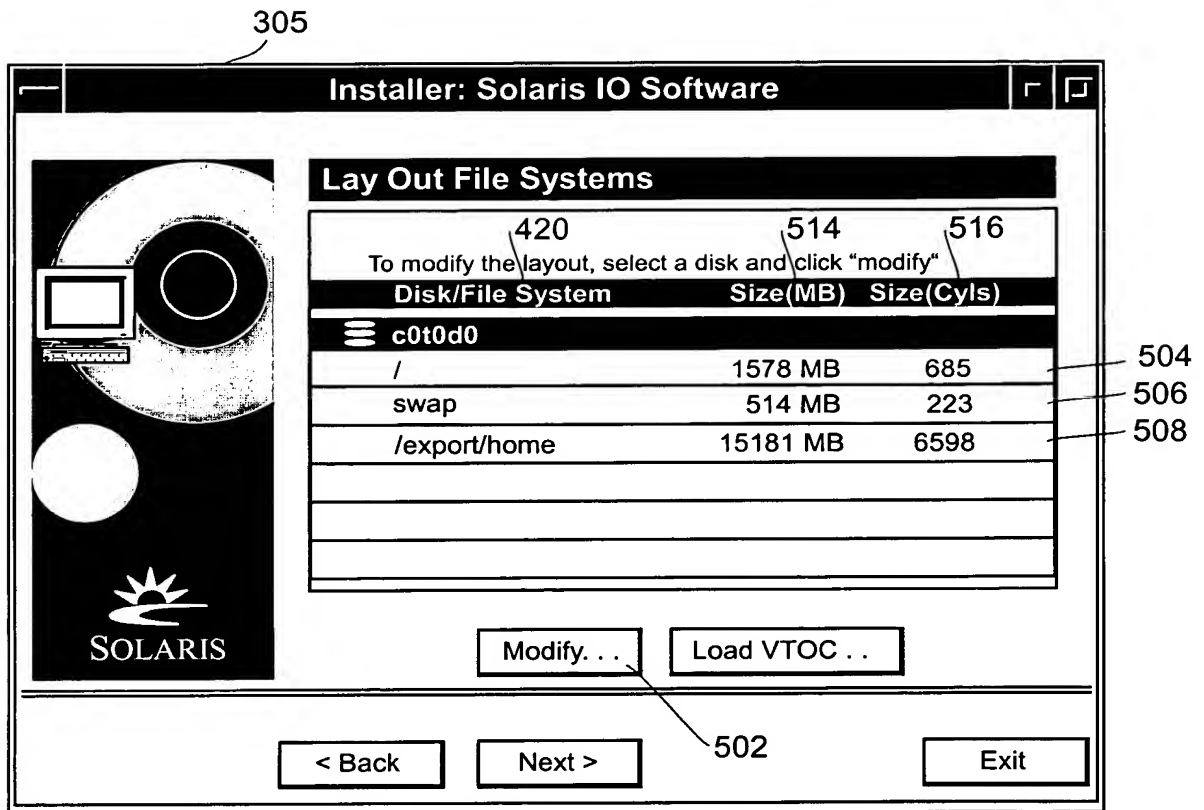 305
Installer: Solaris IO Software
Lay Out File Systems
420 514 516
To modify the layout, select a disk and click “modify“
Disk/File System Size(MB) Size(Cyls)
c0t0d0
/ 1578 MB 685 504
swap 514 MB 223 506
/export/home 15181 MB 6598 508
SOLARIS
Modify. . . Load VTOC . .
502
< Back Next > Exit